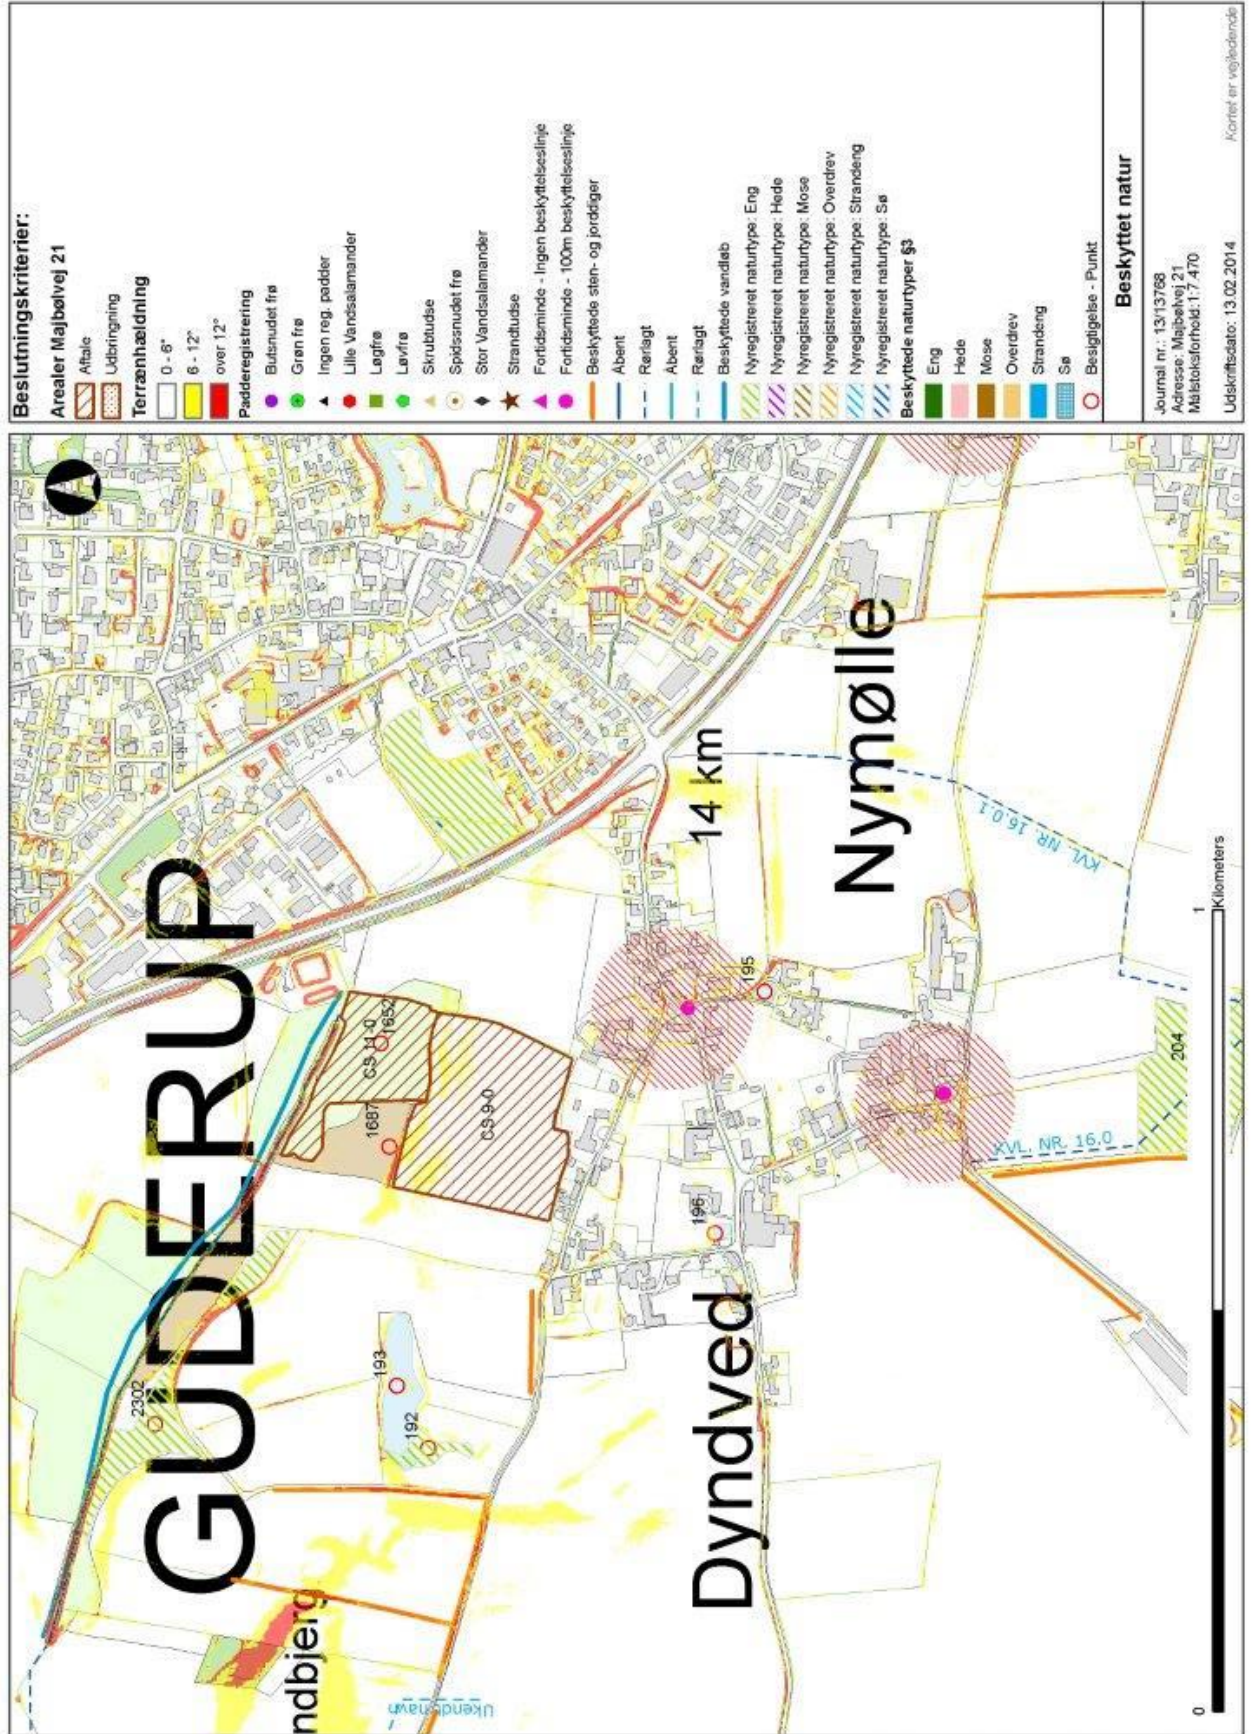 GUDERUP
ndbjerg
2302
1687
CS 11-0
1652
CS 9-0
193
192
14 km
195
196
Nymølle
Dyndved
KVL. NR. 16.0.1
KVL. NR. 16.0
204
Ukendt navn
0
1
Kilometers
Beslutningskriterier:
Arealer Majbølvej 21
Aftale
Udbringning
Terrænhældning
0 - 6°
6 - 12°
over 12°
Padderegistrering
Butsnudet frø
Grøn frø
Ingen reg. padder
Lille Vandsalamander
Løgfrø
Løvfrø
Skrubtudse
Spidssnudet frø
Stor Vandsalamander
Strandtudse
Fortidsminde - Ingen beskyttelseslinje
Fortidsminde - 100m beskyttelseslinje
Beskyttede sten- og jorddiger
Åbent
Rørlagt
Åbent
Rørlagt
Beskyttede vandløb
Nyregistreret naturtype: Eng
Nyregistreret naturtype: Hede
Nyregistreret naturtype: Mose
Nyregistreret naturtype: Overdrev
Nyregistreret naturtype: Strandeng
Nyregistreret naturtype: Sø
Beskyttede naturtyper §3
Eng
Hede
Mose
Overdrev
Strandeng
Sø
Besigtigelse - Punkt
Beskyttet natur
Journal nr.: 13/13768
Adresse: Majbølvej 21
Målstoksforhold: 1:7.470
Udskriftsdato: 13.02.2014
Kortet er vejledende